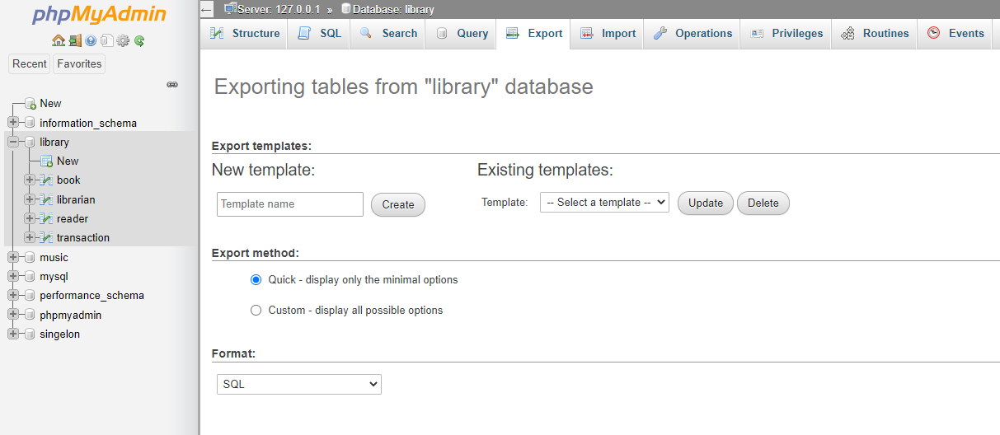 phpMyAdmin
Recent Favorites
New
information_schema
library
New
book
librarian
reader
transaction
music
mysql
performance_schema
phpmyadmin
singelon
Server: 127.0.0.1 » Database: library
Structure SQL Search Query Export Import Operations Privileges Routines Events
Exporting tables from "library" database
Export templates:
New template:
Template name Create
Existing templates:
Template: -- Select a template -- Update Delete
Export method:
Quick - display only the minimal options
Custom - display all possible options
Format:
SQL